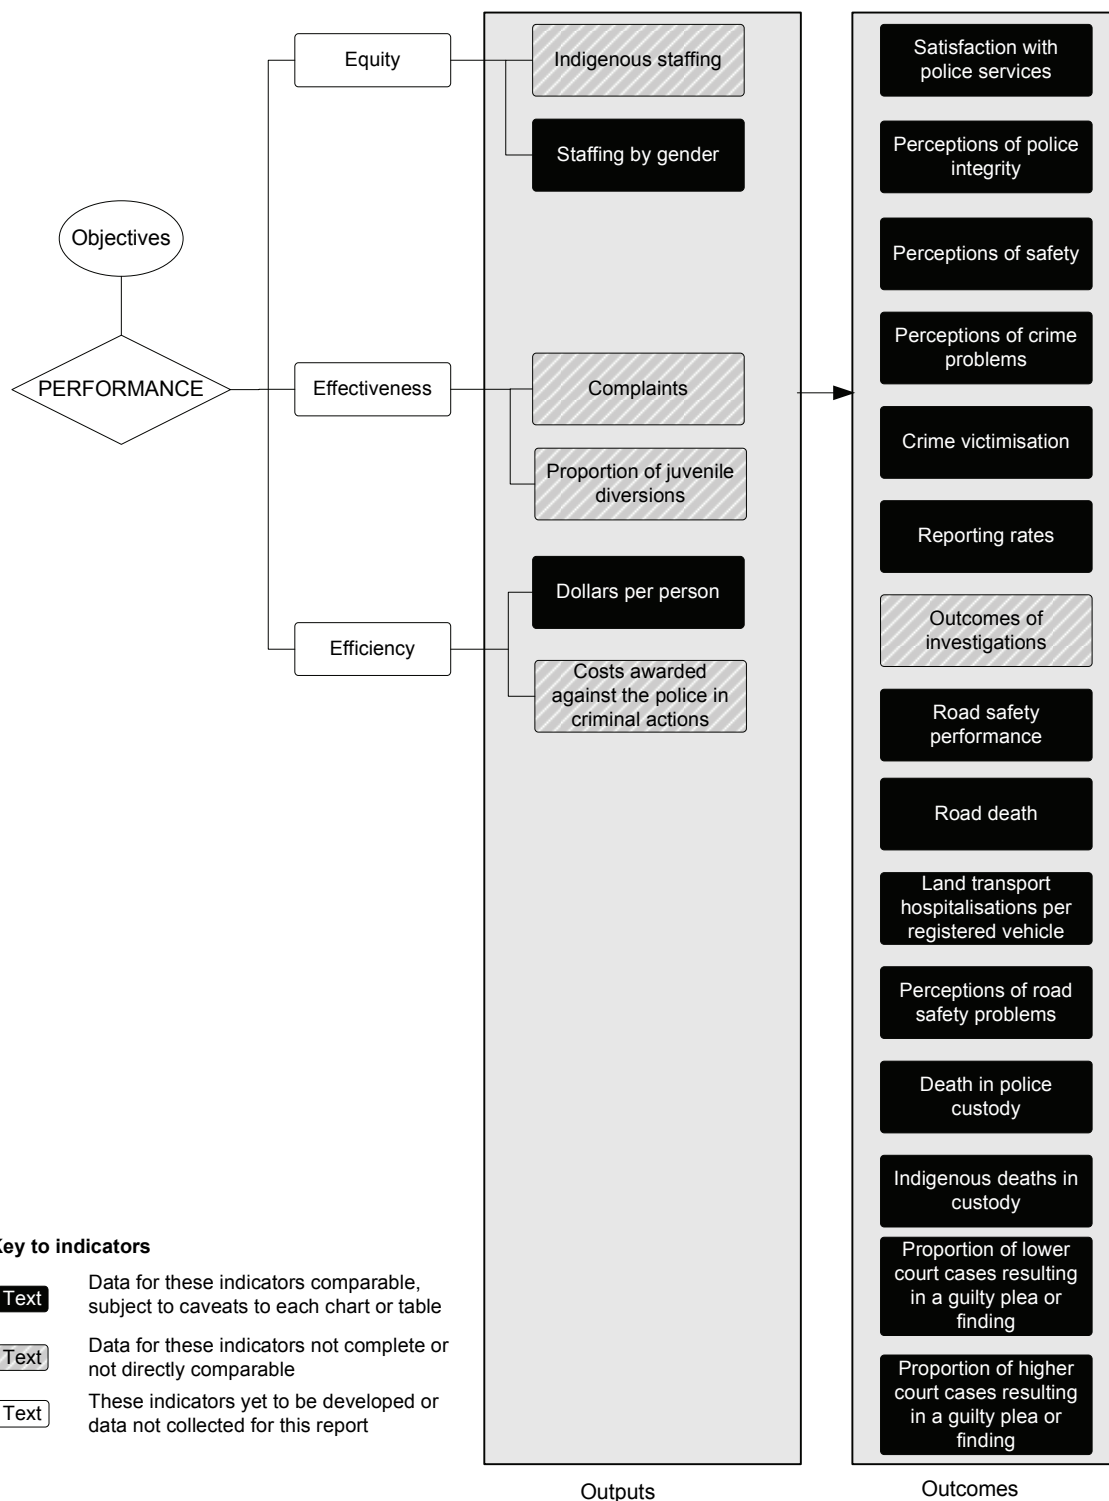 Objectives
PERFORMANCE
Equity
Effectiveness
Efficiency
Indigenous staffing
Staffing by gender
Complaints
Proportion of juvenile
diversions
Dollars per person
Costs awarded
against the police in
criminal actions
Outputs
Satisfaction with
police services
Perceptions of police
integrity
Perceptions of safety
Perceptions of crime
problems
Crime victimisation
Reporting rates
Outcomes of
investigations
Road safety
performance
Road death
Land transport
hospitalisations per
registered vehicle
Perceptions of road
safety problems
Death in police
custody
Indigenous deaths in
custody
Proportion of lower
court cases resulting
in a guilty plea or
finding
Proportion of higher
court cases resulting
in a guilty plea or
finding
Outcomes
Key to indicators
Text
Data for these indicators comparable,
subject to caveats to each chart or table
Text
Data for these indicators not complete or
not directly comparable
Text
These indicators yet to be developed or
data not collected for this report